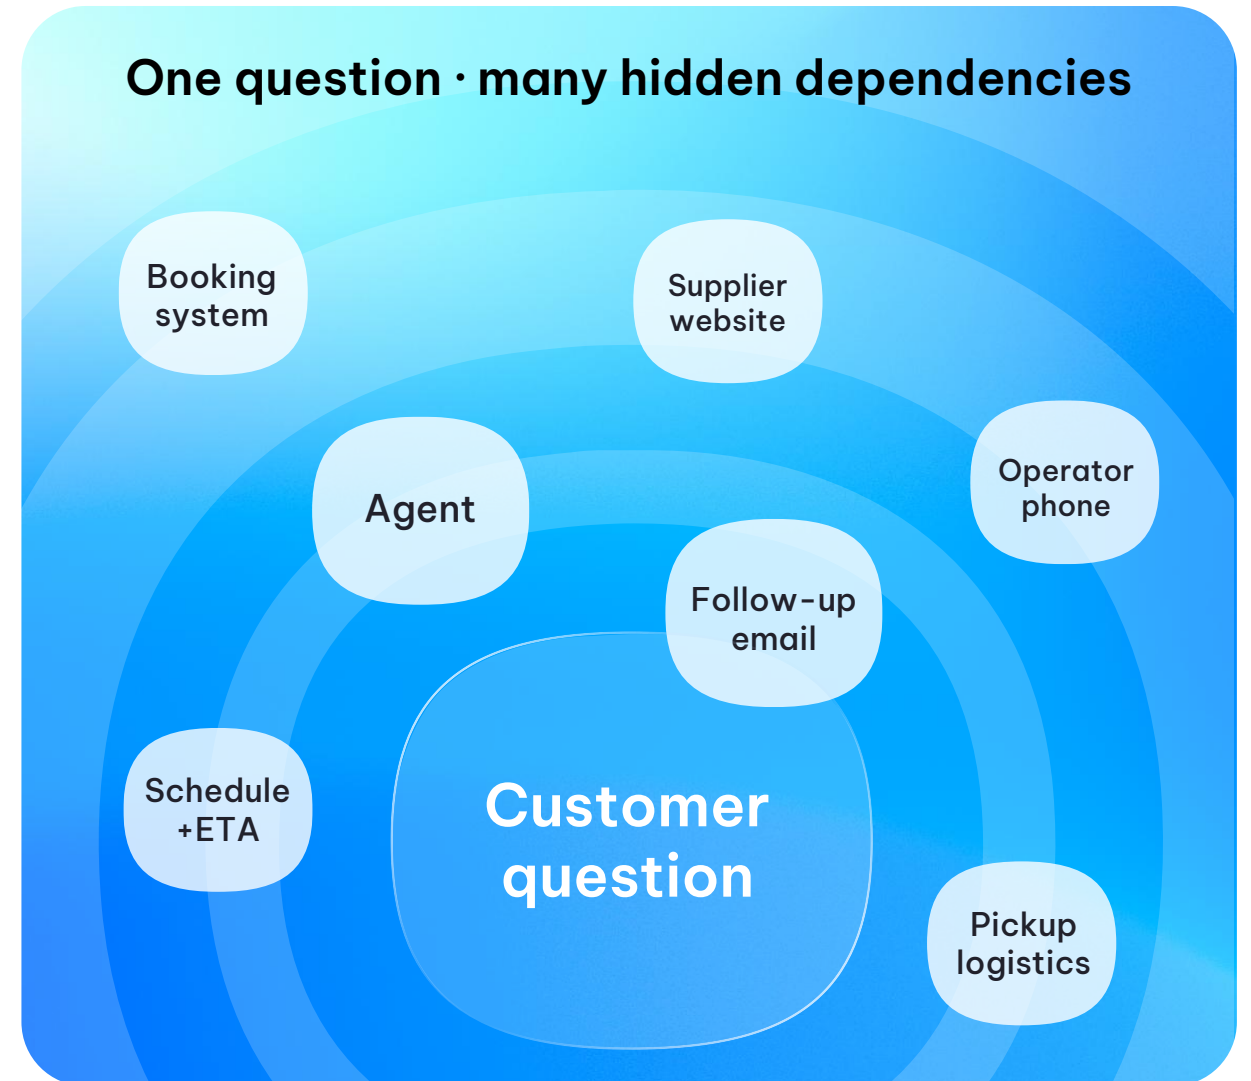 One question · many hidden dependencies
Booking
system
Supplier
website
Operator
phone
Agent
Follow-up
email
Schedule
+ETA
Customer
question
Pickup
logistics